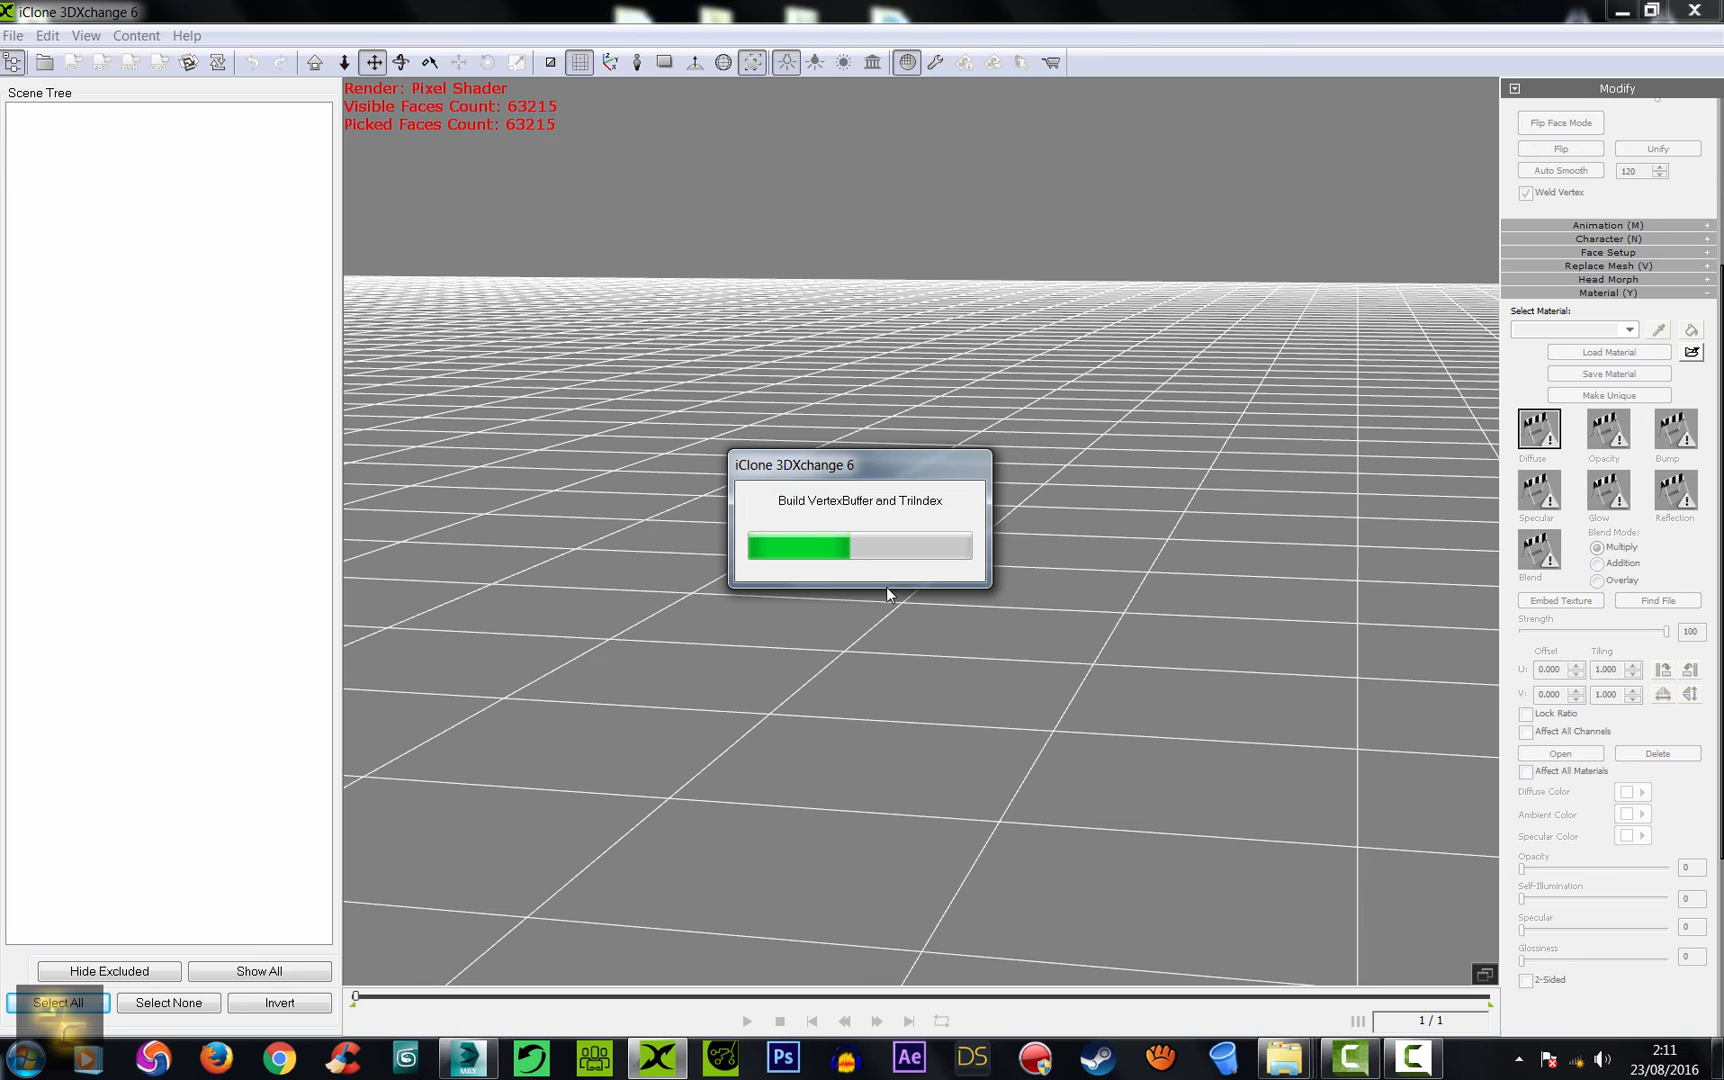 iClone 3DXchange 6
File Edit View Content Help
Scene Tree
Render: Pixel Shader
Visible Faces Count: 63215
Picked Faces Count: 63215
Modify
Flip Face Mode
Flip Unify
Auto Smooth 120
Weld Vertex
Animation (M) +
Character (N) +
Face Setup +
Replace Mesh (V) +
Head Morph +
Material (Y) -
Select Material:
Load Material
Save Material
Make Unique
Diffuse Opacity Bump
Specular Glow Reflection
Blend Mode:
Multiply
Addition
Overlay
Blend
Embed Texture Find File
Strength
100
Offset Tiling
U: 0.000 1.000
V: 0.000 1.000
Lock Ratio
Affect All Channels
Open Delete
Affect All Materials
Diffuse Color
Ambient Color
Specular Color
Opacity
0
Self-Illumination
0
Specular
0
Glossiness
0
2-Sided
iClone 3DXchange 6
Build VertexBuffer and TriIndex
Hide Excluded Show All
Select All Select None Invert
1 / 1
MAX Ps Ae DS
2:11
23/08/2016